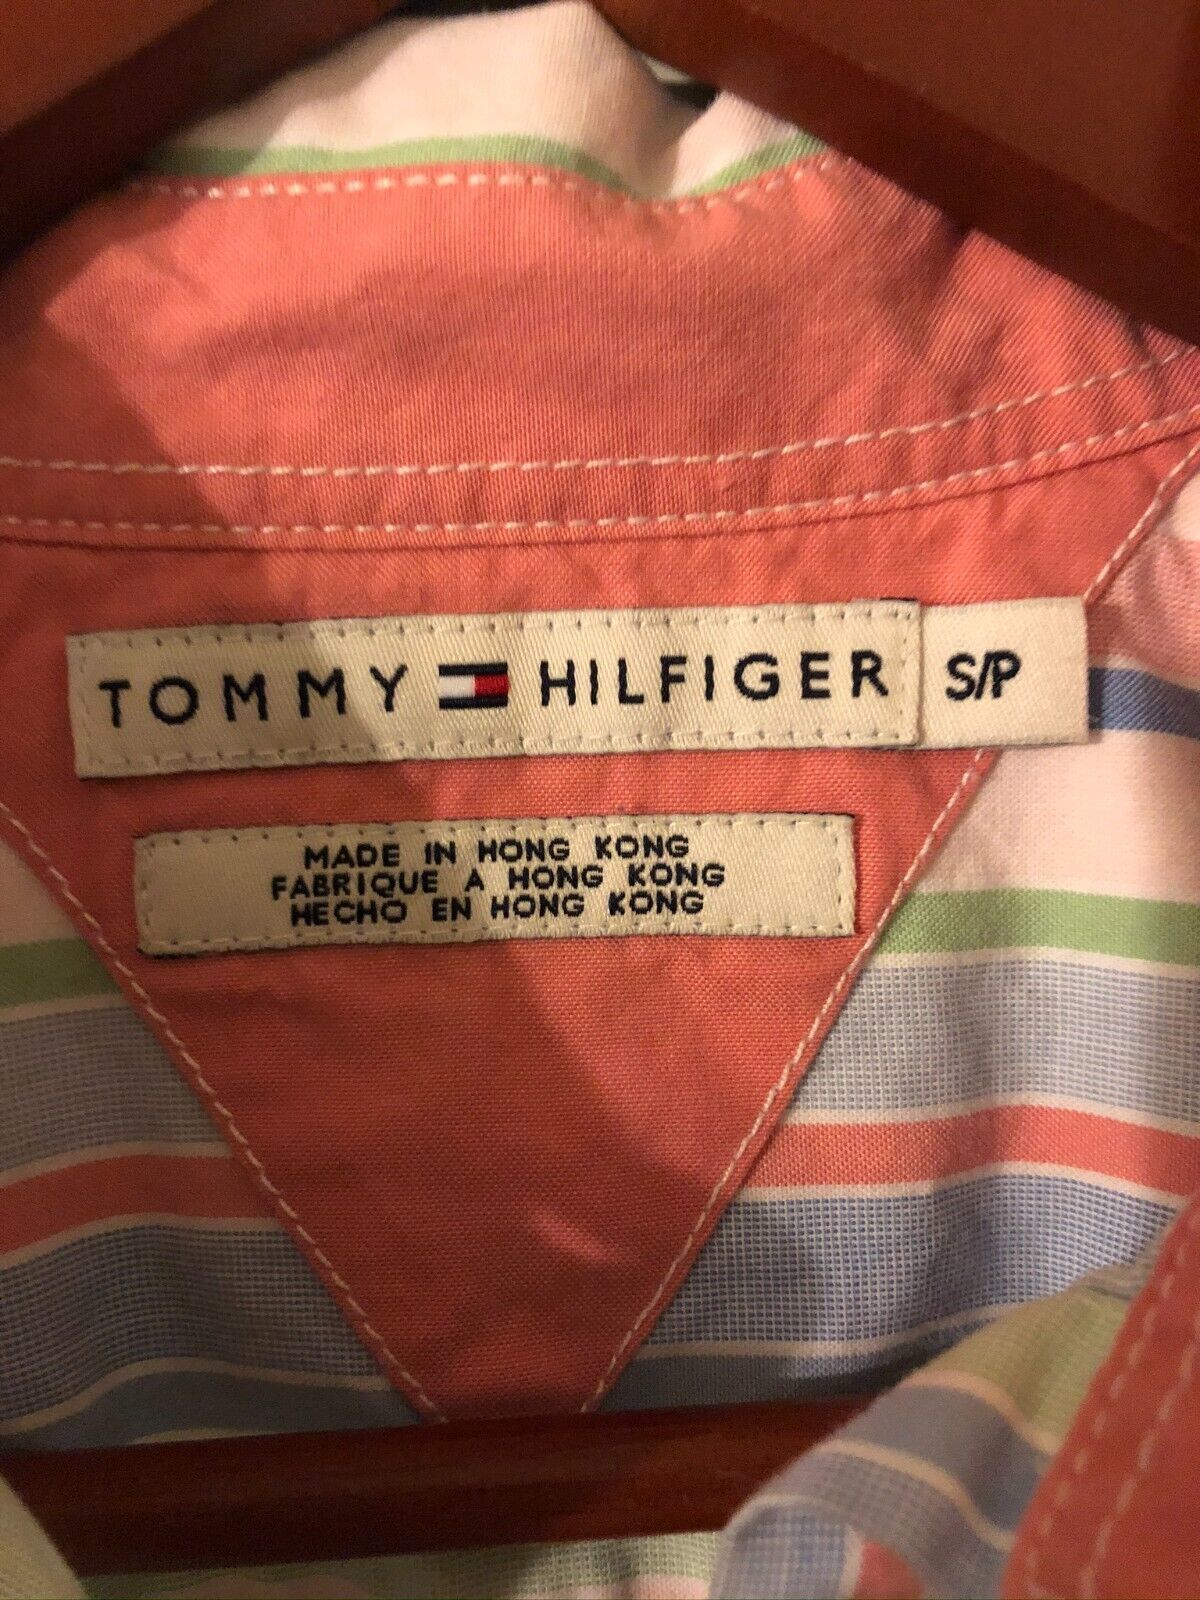 TOMMY HILFIGER S/P
MADE IN HONG KONG
FABRIQUE A HONG KONG
HECHO EN HONG KONG